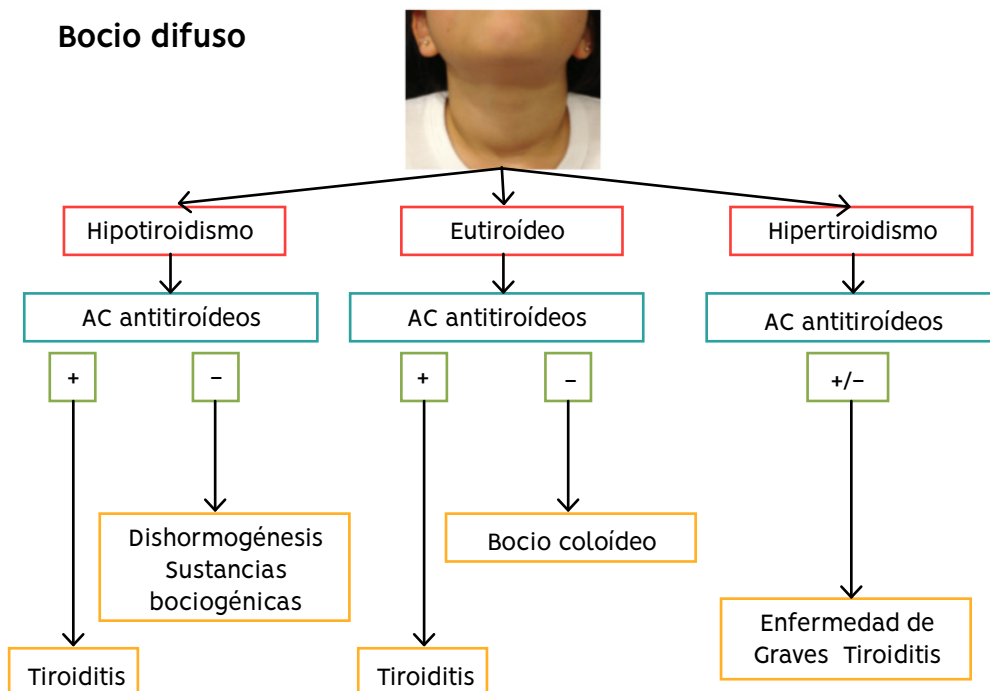 Bocio difuso
Hipotiroidismo
Eutiroídeo
Hipertiroidismo
AC antitiroídeos
AC antitiroídeos
AC antitiroídeos
+
–
+
–
+/–
Dishormogénesis
Sustancias
bociogénicas
Bocio coloídeo
Enfermedad de
Graves Tiroiditis
Tiroiditis
Tiroiditis